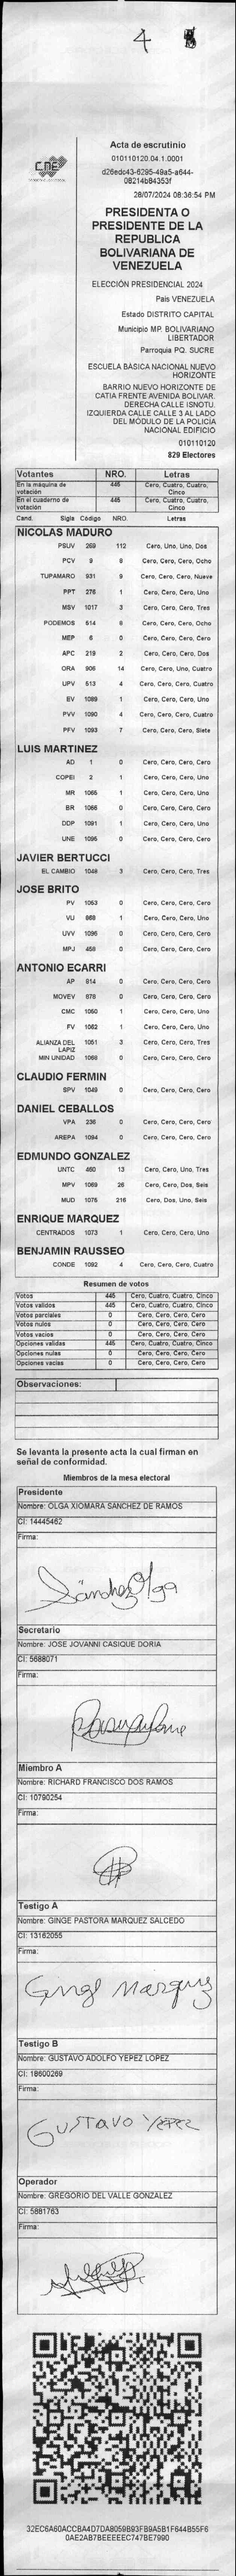 4
CNE
Acta de escrutinio
010110120.04.1.0001
d26edc43-6295-49a5-a644-
08214b84353f
28/07/2024 08:36:54 PM
PRESIDENTA O
PRESIDENTE DE LA
REPUBLICA
BOLIVARIANA DE
VENEZUELA
ELECCIÓN PRESIDENCIAL 2024
Pais VENEZUELA
Estado DISTRITO CAPITAL
Municipio MP. BOLIVARIANO
LIBERTADOR
Parroquia PQ. SUCRE
ESCUELA BASICA NACIONAL NUEVO
HORIZONTE
BARRIO NUEVO HORIZONTE DE
CATIA FRENTE AVENIDA BOLIVAR.
DERECHA CALLE ISNOTU.
IZQUIERDA CALLE CALLE 3 AL LADO
DEL MÓDULO DE LA POLICÍA
NACIONAL EDIFICIO
010110120
829 Electores
Votantes NRO. Letras
En la máquina de votación 445 Cero, Cuatro, Cuatro, Cinco
En el cuaderno de votación 445 Cero, Cuatro, Cuatro, Cinco
Cand. Sigla Código NRO. Letras
NICOLAS MADURO
PSUV 269 112 Cero, Uno, Uno, Dos
PCV 9 8 Cero, Cero, Cero, Ocho
TUPAMARO 931 9 Cero, Cero, Cero, Nueve
PPT 276 1 Cero, Cero, Cero, Uno
MSV 1017 3 Cero, Cero, Cero, Tres
PODEMOS 514 8 Cero, Cero, Cero, Ocho
MEP 6 0 Cero, Cero, Cero, Cero
APC 219 2 Cero, Cero, Cero, Dos
ORA 906 14 Cero, Cero, Uno, Cuatro
UPV 513 4 Cero, Cero, Cero, Cuatro
EV 1089 1 Cero, Cero, Cero, Uno
PVV 1090 4 Cero, Cero, Cero, Cuatro
PFV 1093 7 Cero, Cero, Cero, Siete
LUIS MARTINEZ
AD 1 0 Cero, Cero, Cero, Cero
COPEI 2 1 Cero, Cero, Cero, Uno
MR 1065 1 Cero, Cero, Cero, Uno
BR 1066 0 Cero, Cero, Cero, Cero
DDP 1091 1 Cero, Cero, Cero, Uno
UNE 1095 0 Cero, Cero, Cero, Cero
JAVIER BERTUCCI
EL CAMBIO 1048 3 Cero, Cero, Cero, Tres
JOSE BRITO
PV 1053 0 Cero, Cero, Cero, Cero
VU 968 1 Cero, Cero, Cero, Uno
UVV 1096 0 Cero, Cero, Cero, Cero
MPJ 458 0 Cero, Cero, Cero, Cero
ANTONIO ECARRI
AP 914 0 Cero, Cero, Cero, Cero
MOVEV 878 0 Cero, Cero, Cero, Cero
CMC 1050 1 Cero, Cero, Cero, Uno
FV 1052 1 Cero, Cero, Cero, Uno
ALIANZA DEL LAPIZ 1051 3 Cero, Cero, Cero, Tres
MIN UNIDAD 1068 0 Cero, Cero, Cero, Cero
CLAUDIO FERMIN
SPV 1049 0 Cero, Cero, Cero, Cero
DANIEL CEBALLOS
VPA 236 0 Cero, Cero, Cero, Cero
AREPA 1094 0 Cero, Cero, Cero, Cero
EDMUNDO GONZALEZ
UNTC 460 13 Cero, Cero, Uno, Tres
MPV 1069 26 Cero, Cero, Dos, Seis
MUD 1075 216 Cero, Dos, Uno, Seis
ENRIQUE MARQUEZ
CENTRADOS 1073 1 Cero, Cero, Cero, Uno
BENJAMIN RAUSSEO
CONDE 1092 4 Cero, Cero, Cero, Cuatro
Resumen de votos
Votos 445 Cero, Cuatro, Cuatro, Cinco
Votos validos 445 Cero, Cuatro, Cuatro, Cinco
Votos parciales 0 Cero, Cero, Cero, Cero
Votos nulos 0 Cero, Cero, Cero, Cero
Votos vacios 0 Cero, Cero, Cero, Cero
Opciones validas 445 Cero, Cuatro, Cuatro, Cinco
Opciones nulas 0 Cero, Cero, Cero, Cero
Opciones vacias 0 Cero, Cero, Cero, Cero
Observaciones:
Se levanta la presente acta la cual firman en
señal de conformidad.
Miembros de la mesa electoral
Presidente
Nombre: OLGA XIOMARA SANCHEZ DE RAMOS
CI: 14445462
Firma:
Sánchez Olga
Secretario
Nombre: JOSE JOVANNI CASIQUE DORIA
CI: 5688071
Firma:
Miembro A
Nombre: RICHARD FRANCISCO DOS RAMOS
CI: 10790254
Firma:
Testigo A
Nombre: GINGE PASTORA MARQUEZ SALCEDO
CI: 13162055
Firma:
Ginge Marquez
Testigo B
Nombre: GUSTAVO ADOLFO YEPEZ LOPEZ
CI: 18600269
Firma:
GUSTAVO YEPEZ
Operador
Nombre: GREGORIO DEL VALLE GONZALEZ
CI: 5881763
Firma:
32EC6A60ACCBA4D7DA8059B93FB9A5B1F644B55F6
0AE2AB7BEEEEEC747BE7990